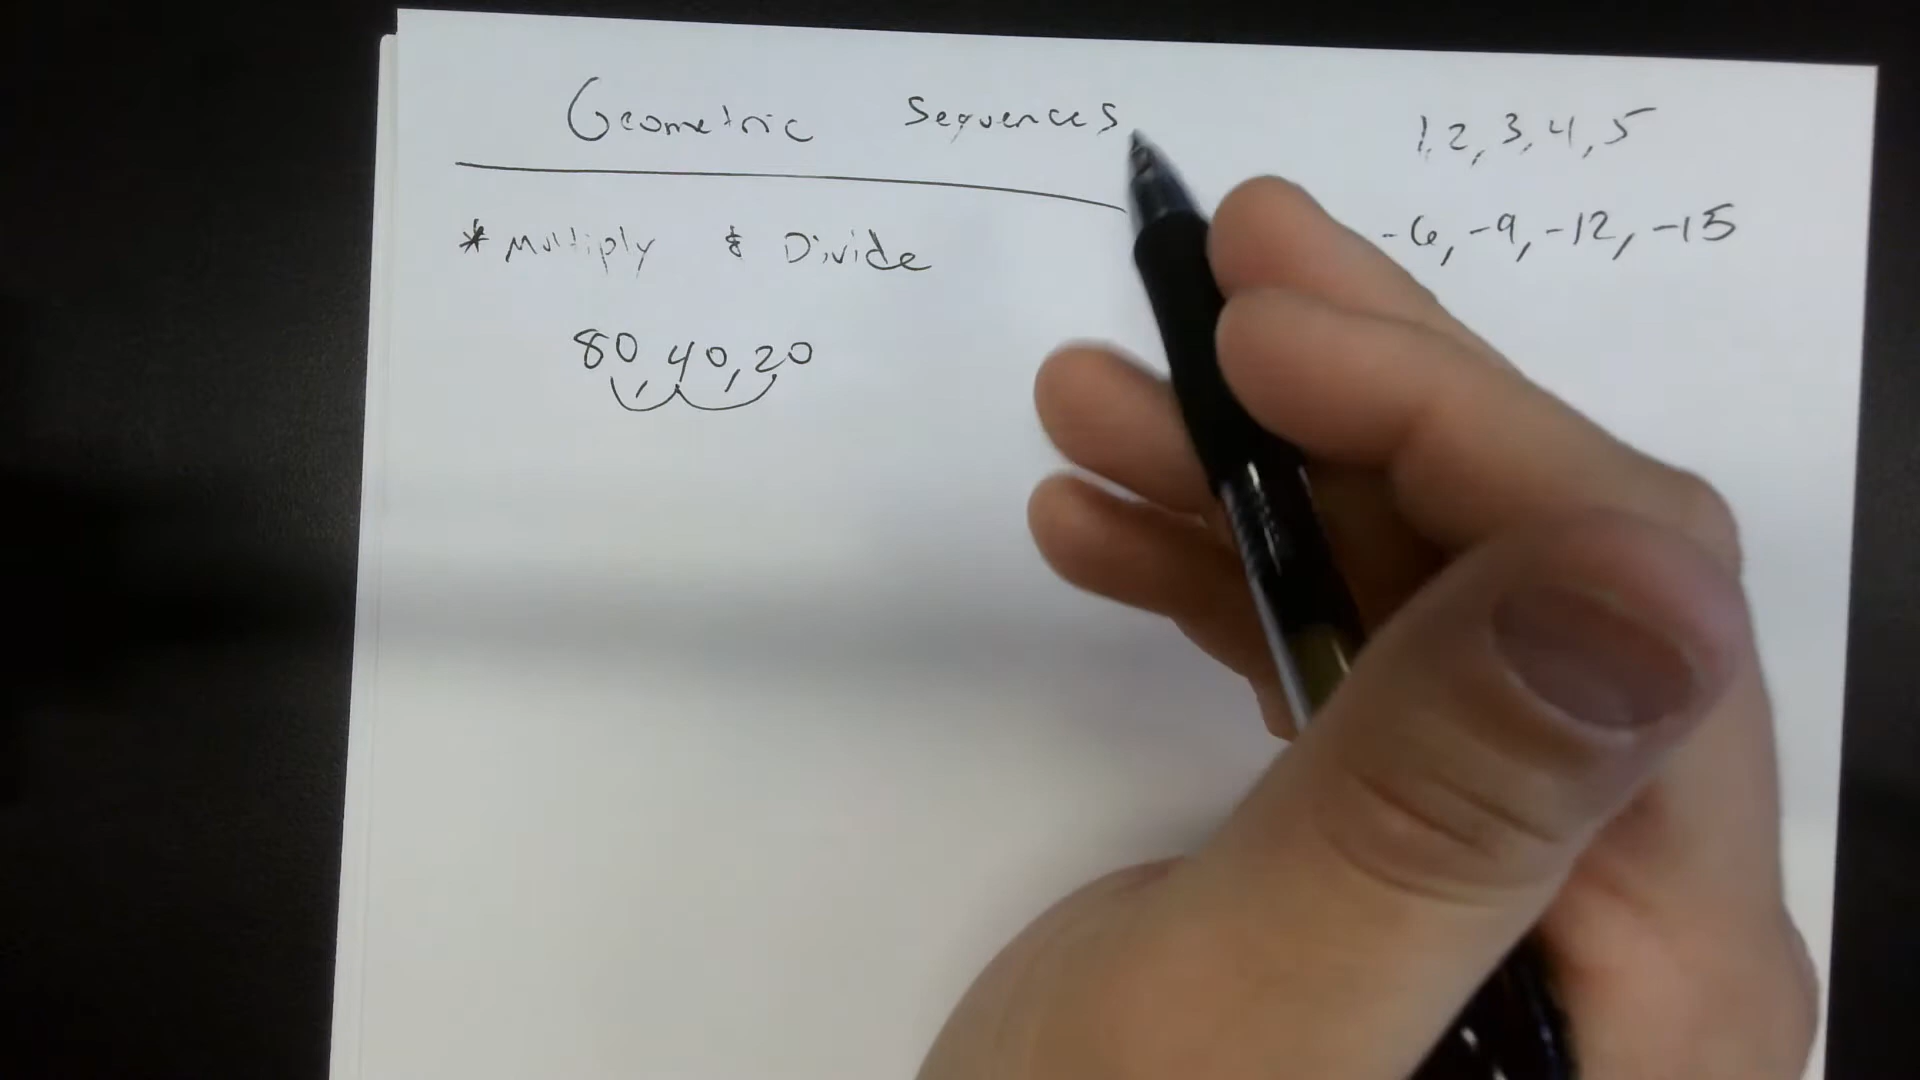 Geometric Sequences
* Multiply & Divide
80, 40, 20
1, 2, 3, 4, 5
-6, -9, -12, -15